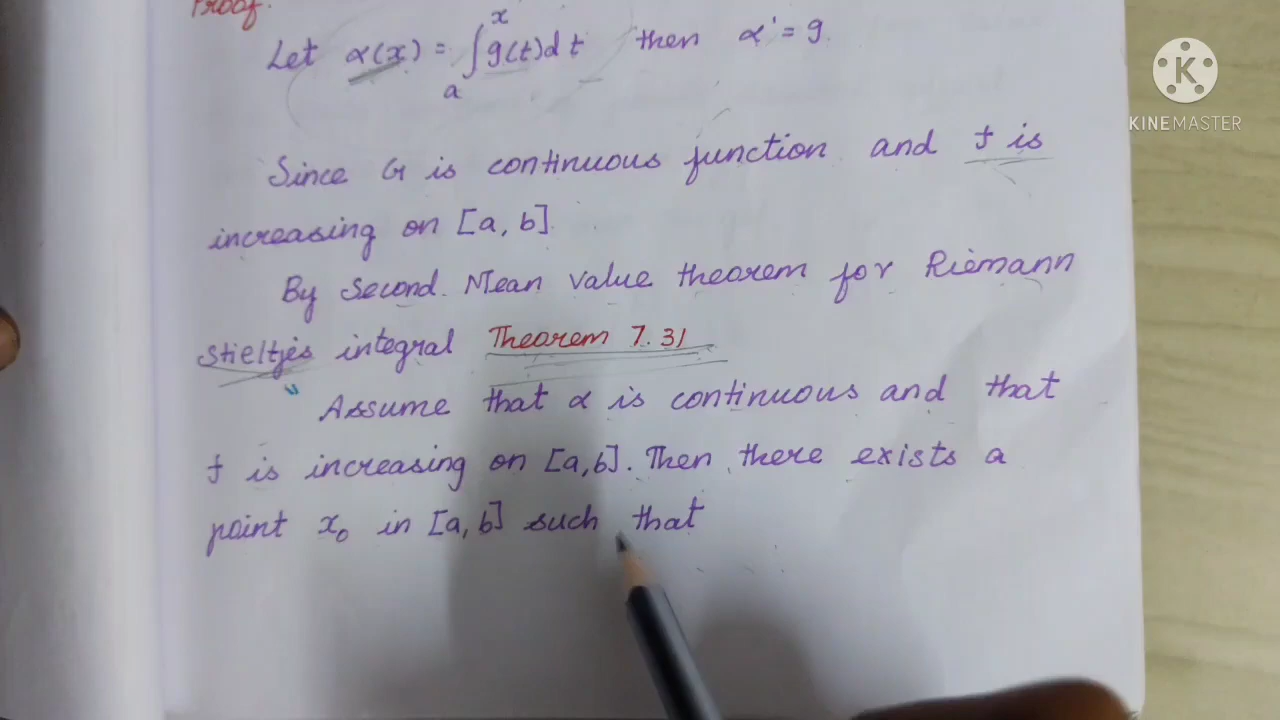 Proof.
Let α(x) = ∫ₐˣ g(t)dt then α' = g
Since G is continuous function and f is
increasing on [a, b]
By Second Mean Value theorem for Riemann
Stieltjes integral Theorem 7.31
Assume that α is continuous and that
f is increasing on [a,b]. Then there exists a
point x₀ in [a, b] such that
K
KINEMASTER